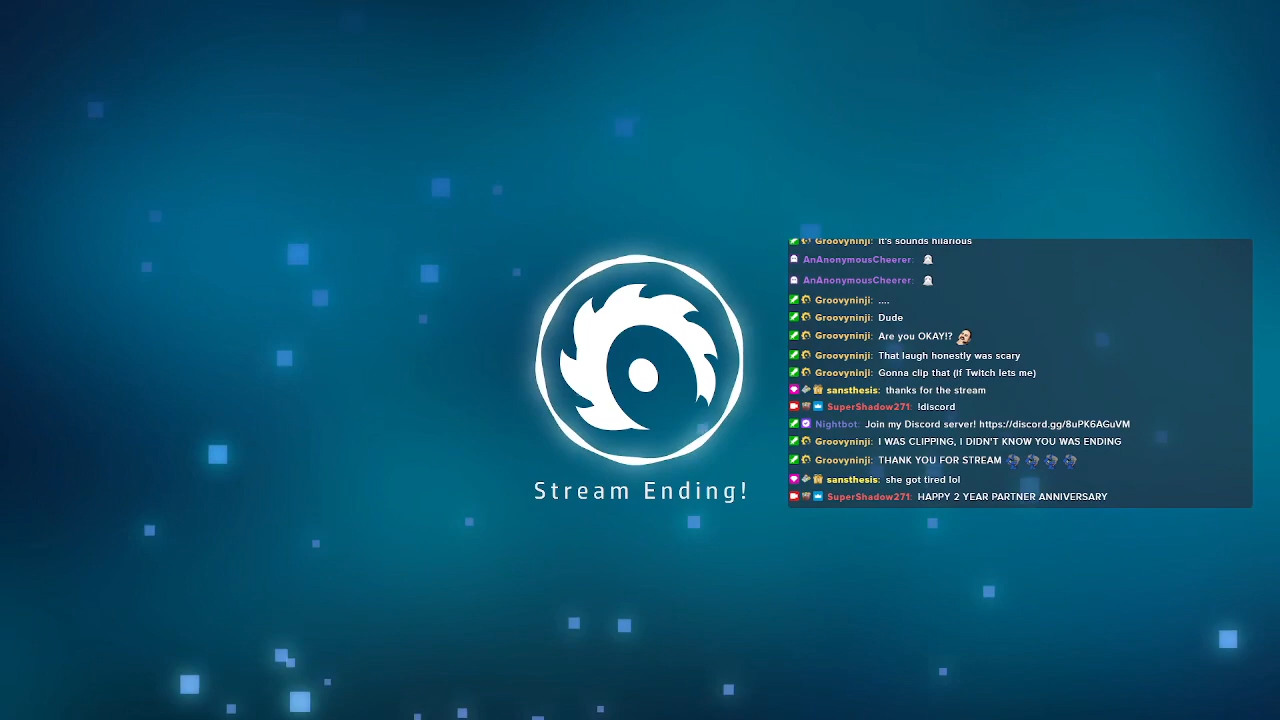 Groovyninji: It's sounds hilarious
AnAnonymousCheerer:
AnAnonymousCheerer:
Groovyninji: ....
Groovyninji: Dude
Groovyninji: Are you OKAY!?
Groovyninji: That laugh honestly was scary
Groovyninji: Gonna clip that (if Twitch lets me)
sansthesis: thanks for the stream
SuperShadow271: !discord
Nightbot: Join my Discord server! https://discord.gg/8uPK6AGuVM
Groovyninji: I WAS CLIPPING, I DIDN'T KNOW YOU WAS ENDING
Groovyninji: THANK YOU FOR STREAM
sansthesis: she got tired lol
SuperShadow271: HAPPY 2 YEAR PARTNER ANNIVERSARY
Stream Ending!